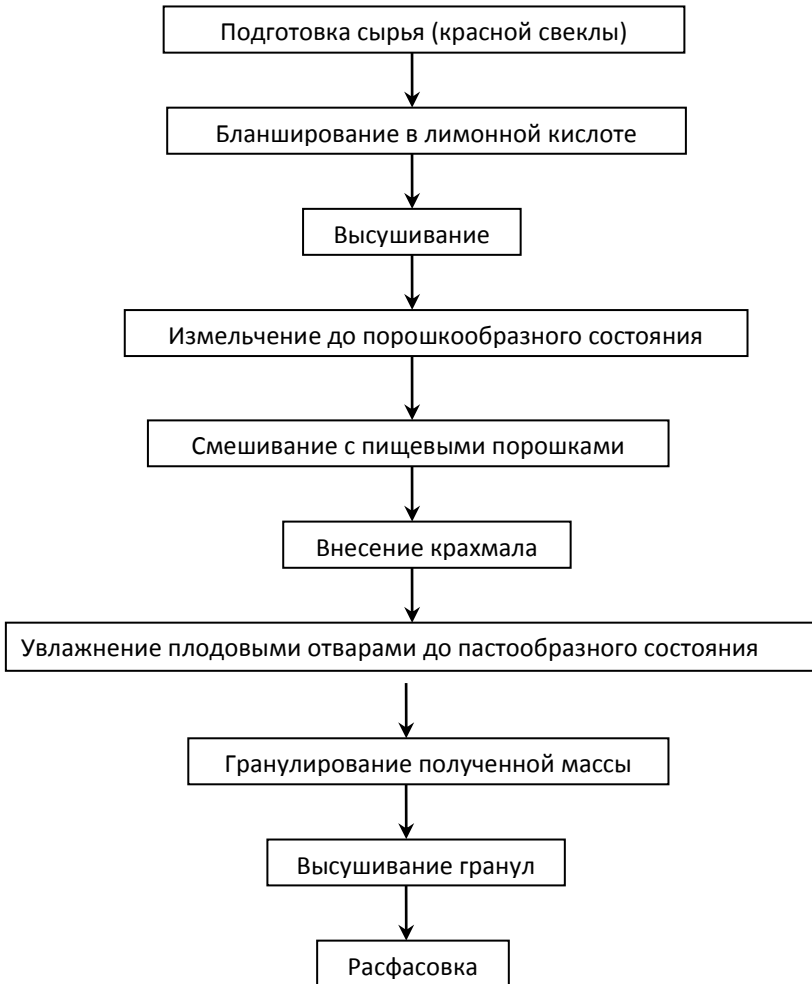 Подготовка сырья (красной свеклы)
Бланширование в лимонной кислоте
Высушивание
Измельчение до порошкообразного состояния
Смешивание с пищевыми порошками
Внесение крахмала
Увлажнение плодовыми отварами до пастообразного состояния
Гранулирование полученной массы
Высушивание гранул
Расфасовка